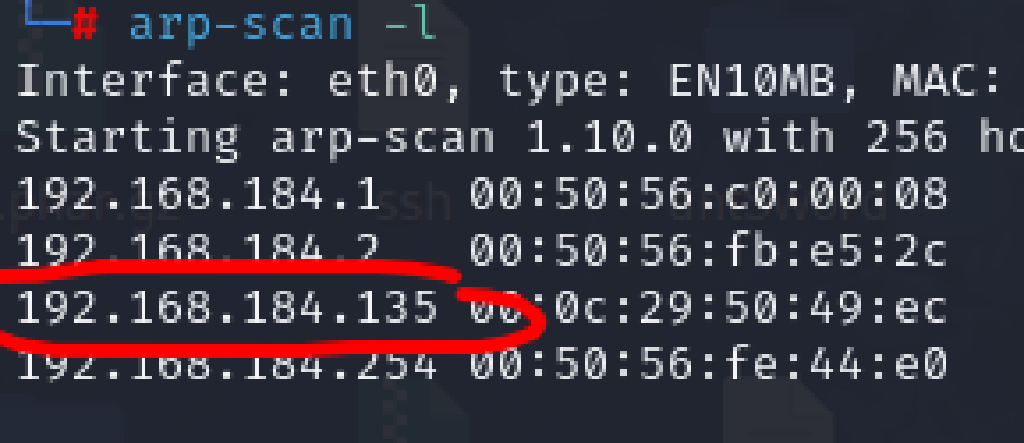 └─# arp-scan -l
Interface: eth0, type: EN10MB, MAC:
Starting arp-scan 1.10.0 with 256
192.168.184.1 00:50:56:c0:00:08
192.168.184.2 00:50:56:fb:e5:2c
192.168.184.135 00:0c:29:50:49:ec
192.168.184.254 00:50:56:fe:44:e0